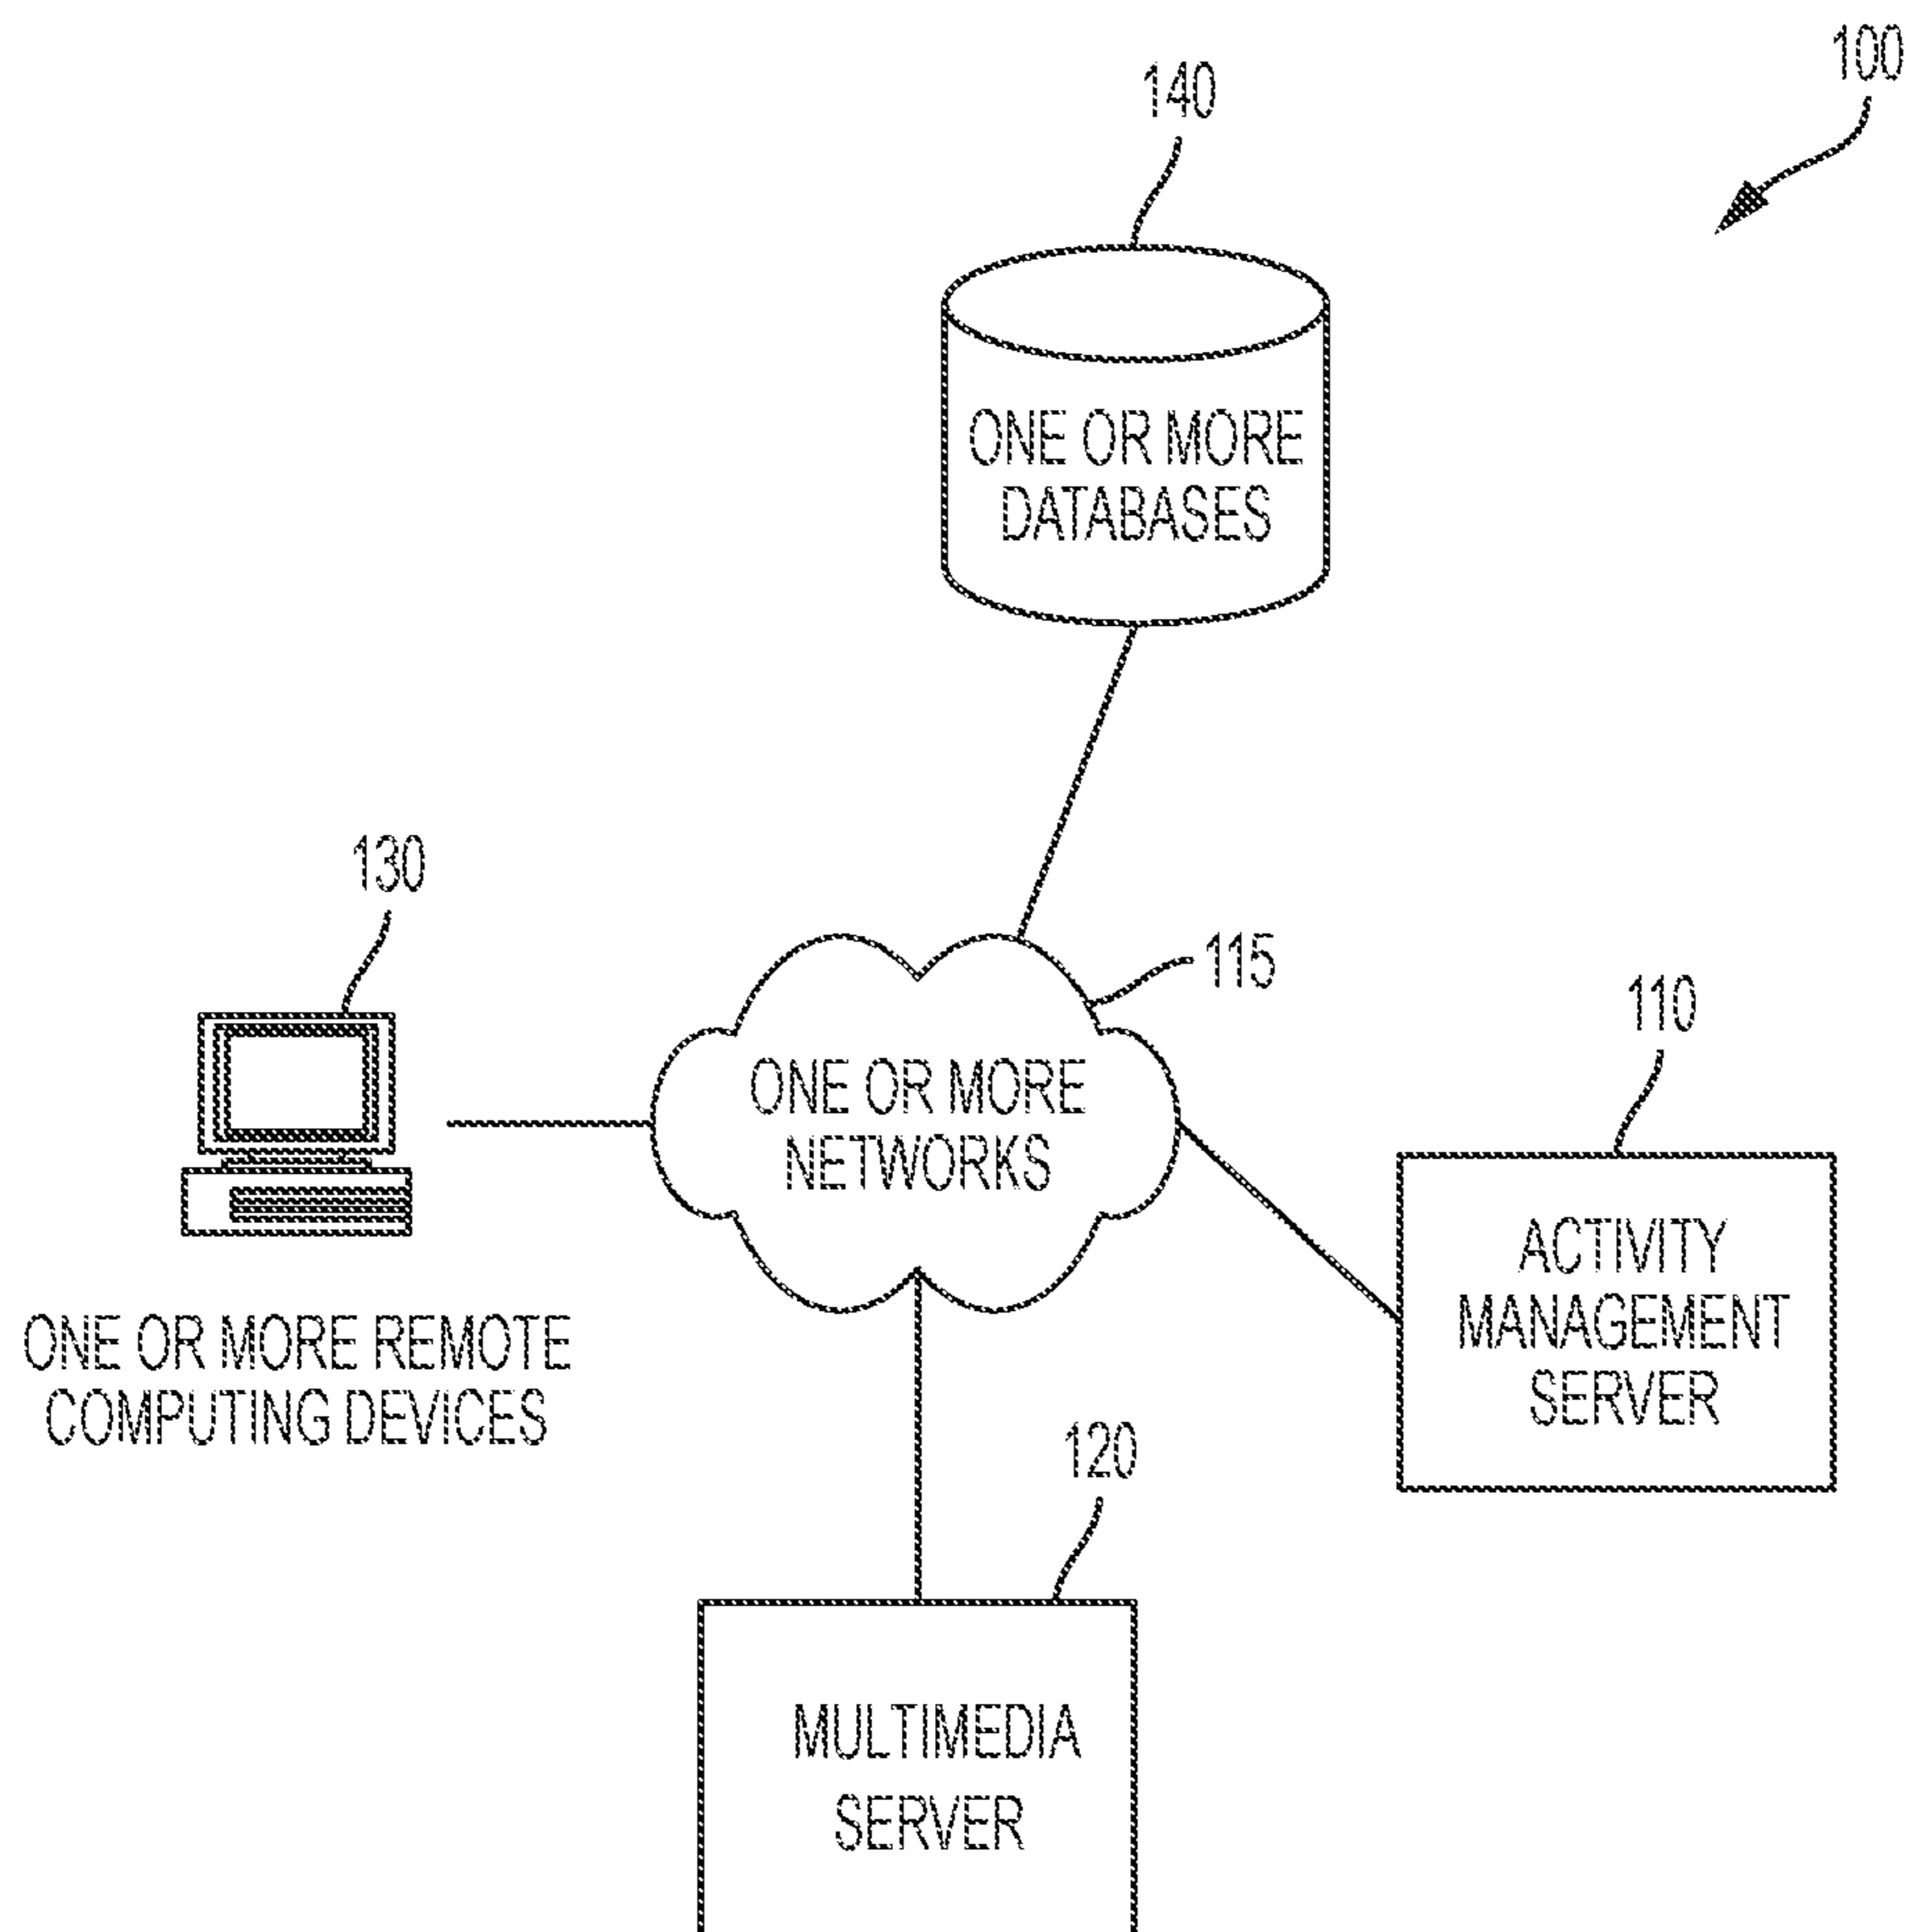 100
140
ONE OR MORE
DATABASES
130
115
110
ONE OR MORE
NETWORKS
ACTIVITY
MANAGEMENT
SERVER
ONE OR MORE REMOTE
COMPUTING DEVICES
120
MULTIMEDIA
SERVER